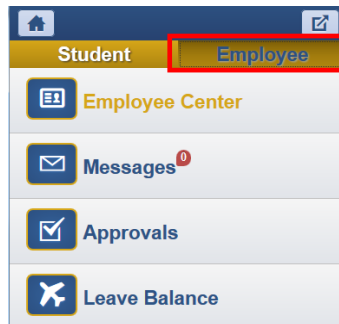 Student Employee
Employee Center
Messages 0
Approvals
Leave Balance